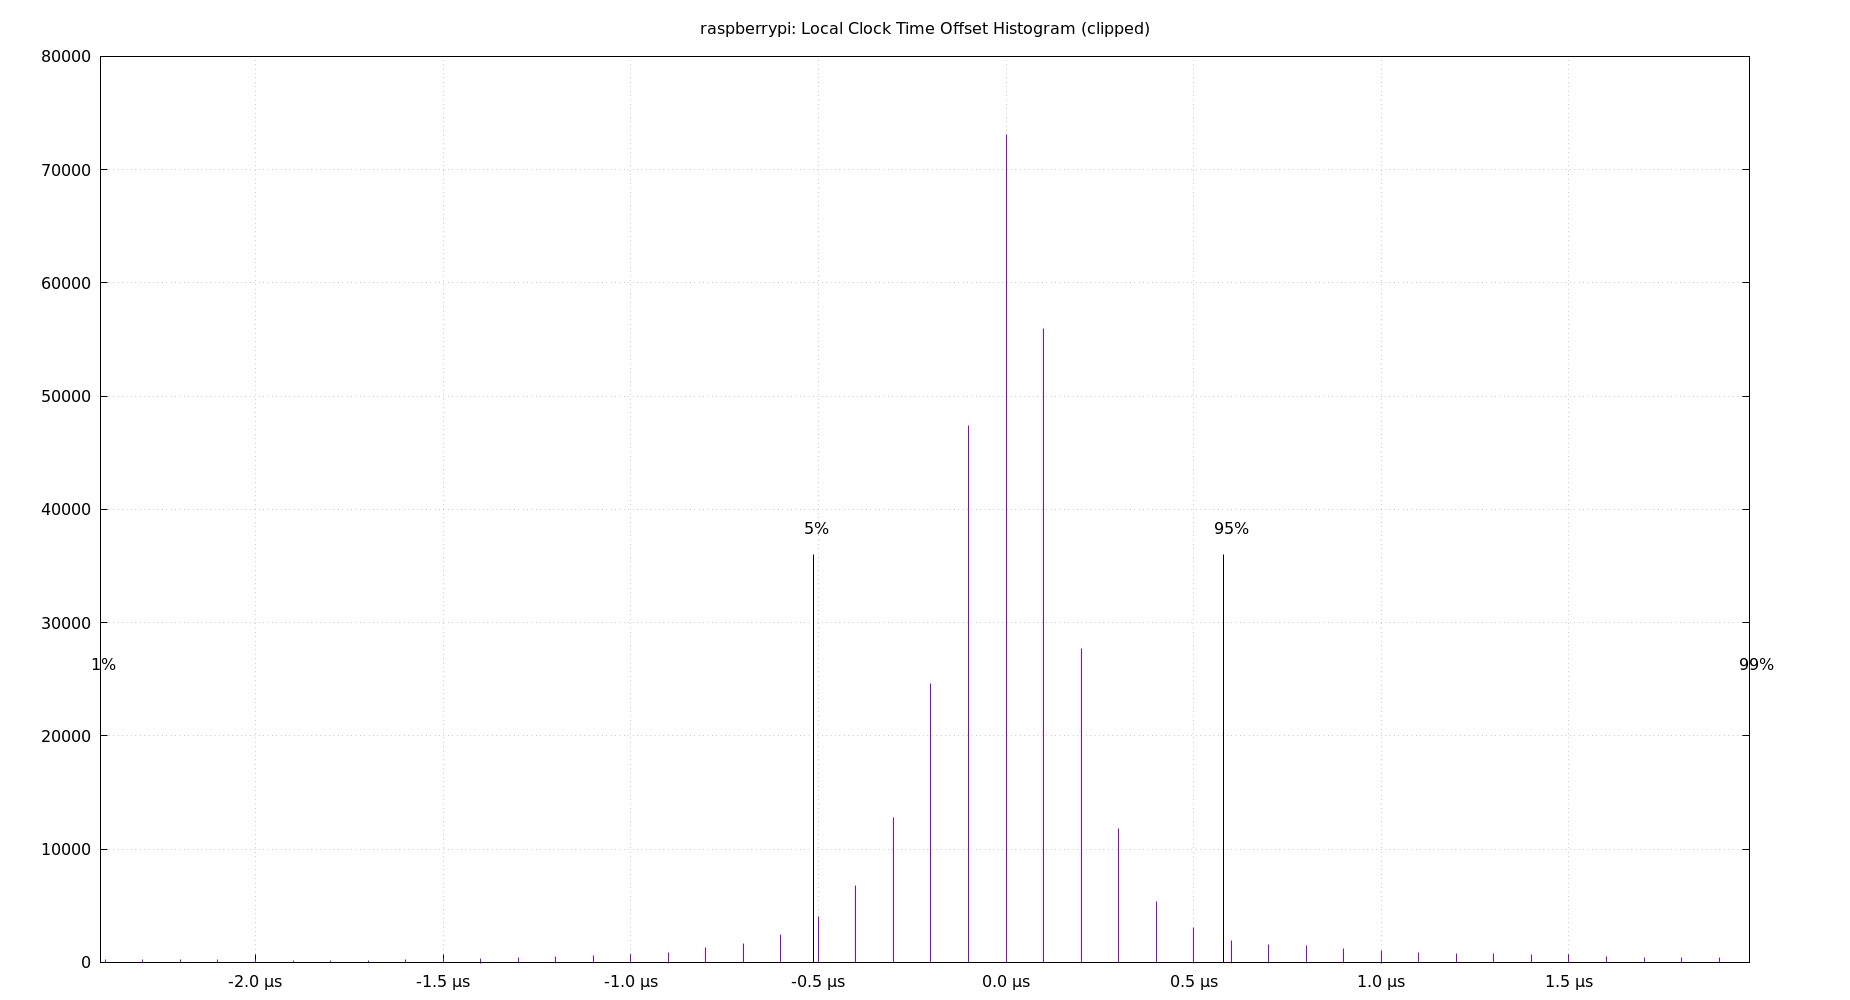 raspberrypi: Local Clock Time Offset Histogram (clipped)
80000
70000
60000
50000
40000
5%
95%
30000
1%
99%
20000
10000
0
-2.0 µs
-1.5 µs
-1.0 µs
-0.5 µs
0.0 µs
0.5 µs
1.0 µs
1.5 µs